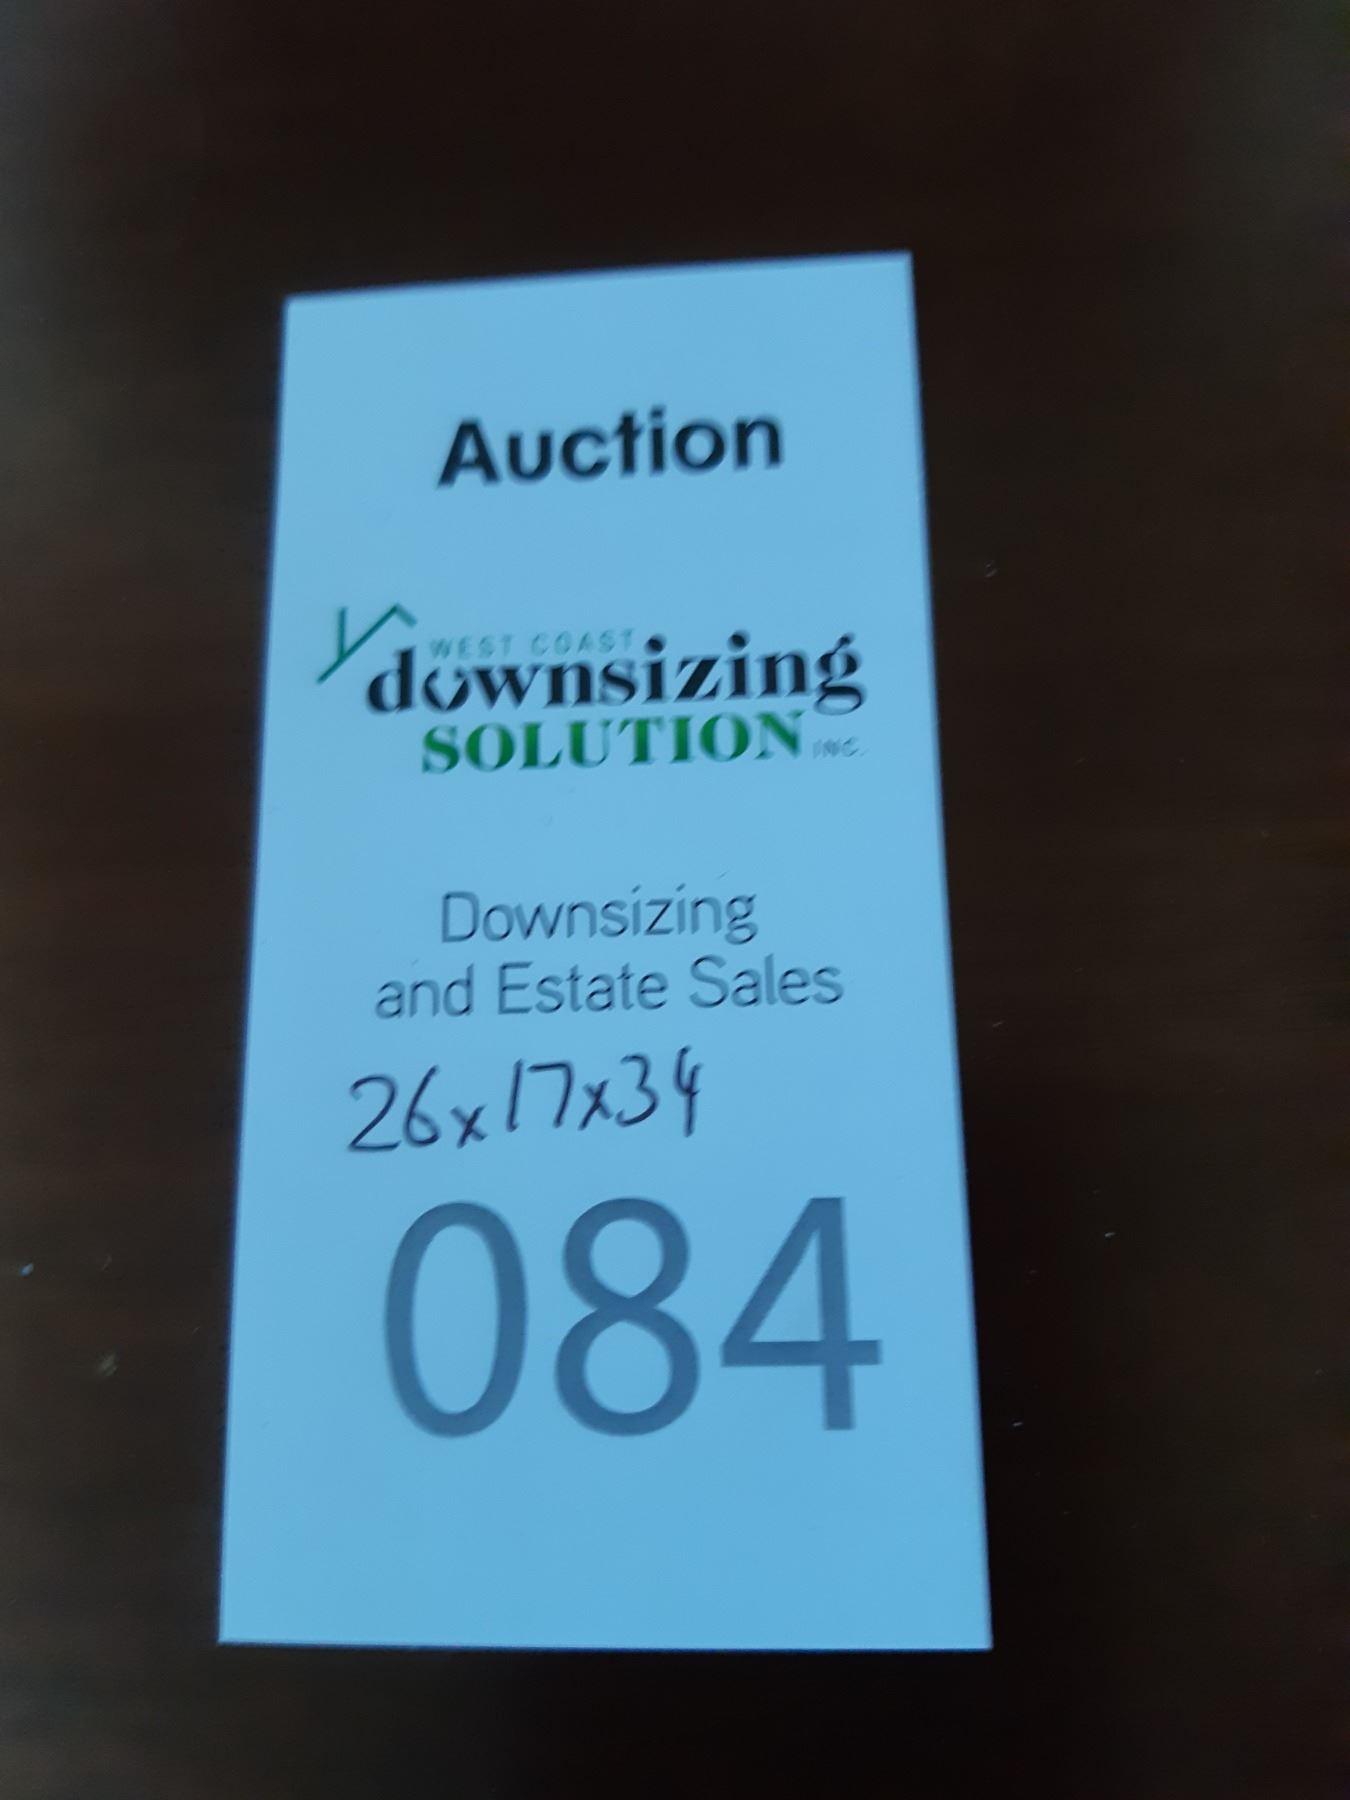 Auction
WEST COAST
downsizing
SOLUTION INC.
Downsizing
and Estate Sales
26x17x34
084